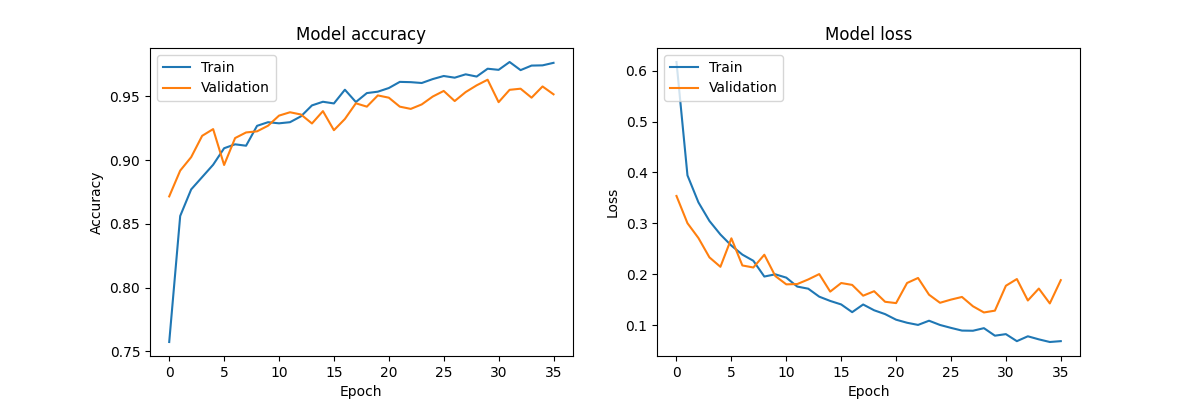 Model accuracy
Train
Validation
0.95
0.90
0.85
0.80
0.75
Accuracy
0 5 10 15 20 25 30 35
Epoch
Model loss
Train
Validation
0.6
0.5
0.4
0.3
0.2
0.1
Loss
0 5 10 15 20 25 30 35
Epoch